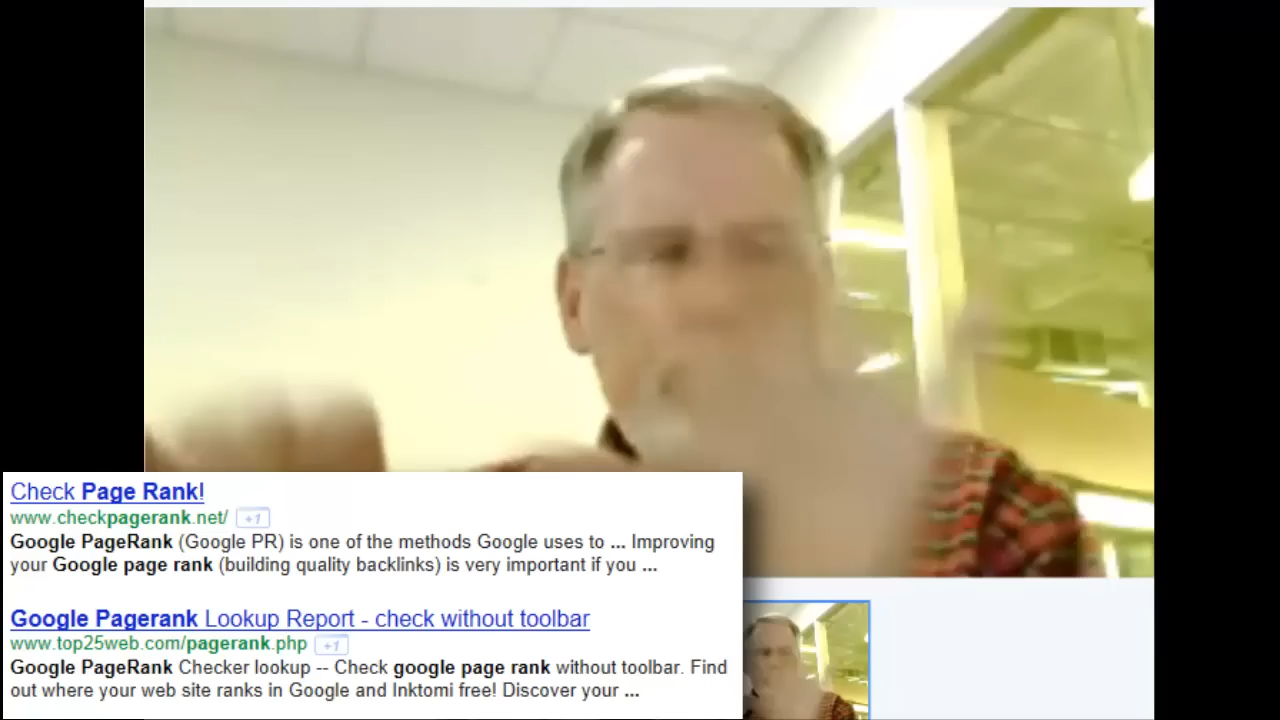 Check Page Rank!
www.checkpagerank.net/ +1
Google PageRank (Google PR) is one of the methods Google uses to ... Improving
your Google page rank (building quality backlinks) is very important if you ...
Google Pagerank Lookup Report - check without toolbar
www.top25web.com/pagerank.php +1
Google PageRank Checker lookup -- Check google page rank without toolbar. Find
out where your web site ranks in Google and Inktomi free! Discover your ...